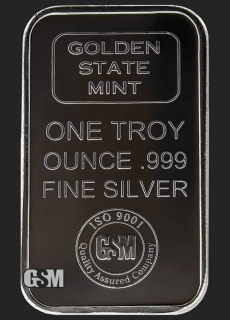 GOLDEN
STATE
MINT
ONE TROY
OUNCE .999
FINE SILVER
ISO 9001
GSM
Quality Assured Company
GSM